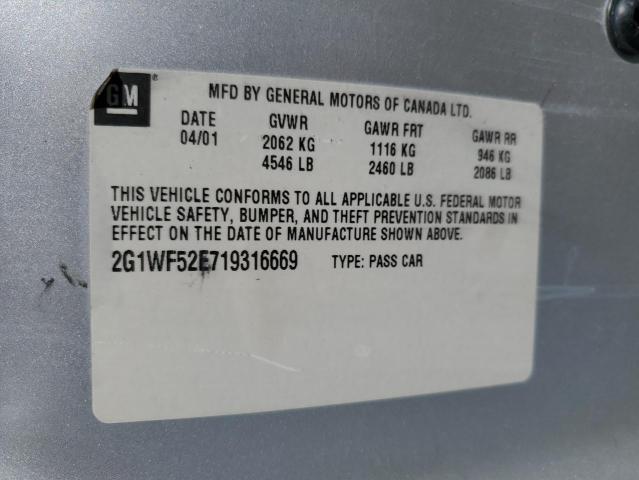 GM ®
MFD BY GENERAL MOTORS OF CANADA LTD.
DATE GVWR GAWR FRT GAWR RR
04/01 2062 KG 1116 KG 946 KG
4546 LB 2460 LB 2086 LB
THIS VEHICLE CONFORMS TO ALL APPLICABLE U.S. FEDERAL MOTOR
VEHICLE SAFETY, BUMPER, AND THEFT PREVENTION STANDARDS IN
EFFECT ON THE DATE OF MANUFACTURE SHOWN ABOVE.
2G1WF52E719316669 TYPE: PASS CAR